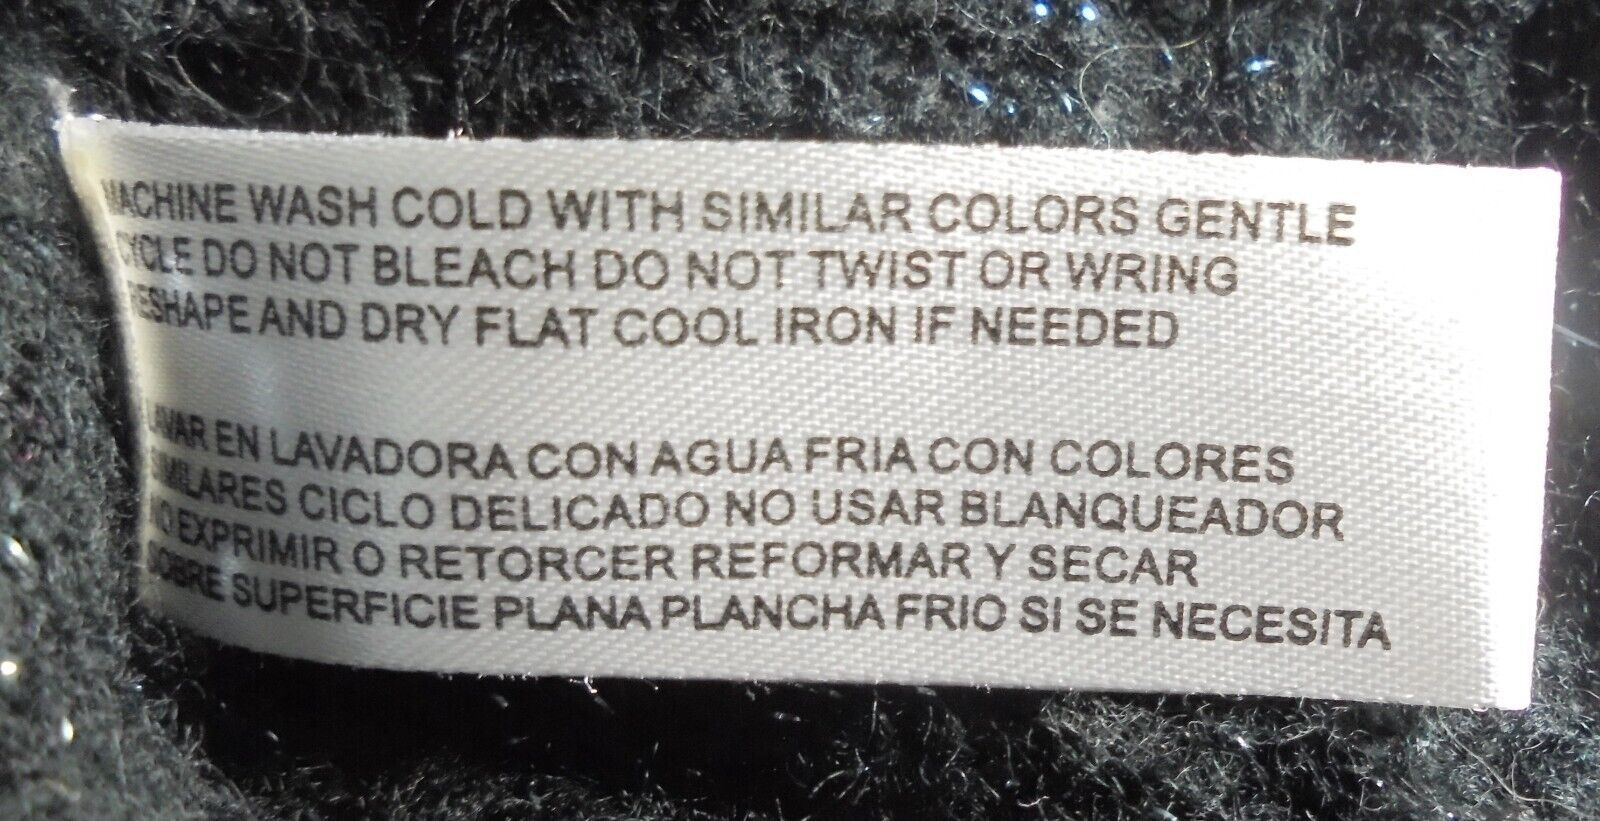 MACHINE WASH COLD WITH SIMILAR COLORS GENTLE
CYCLE DO NOT BLEACH DO NOT TWIST OR WRING
RESHAPE AND DRY FLAT COOL IRON IF NEEDED
LAVAR EN LAVADORA CON AGUA FRIA CON COLORES
SIMILARES CICLO DELICADO NO USAR BLANQUEADOR
NO EXPRIMIR O RETORCER REFORMAR Y SECAR
SOBRE SUPERFICIE PLANA PLANCHA FRIO SI SE NECESITA